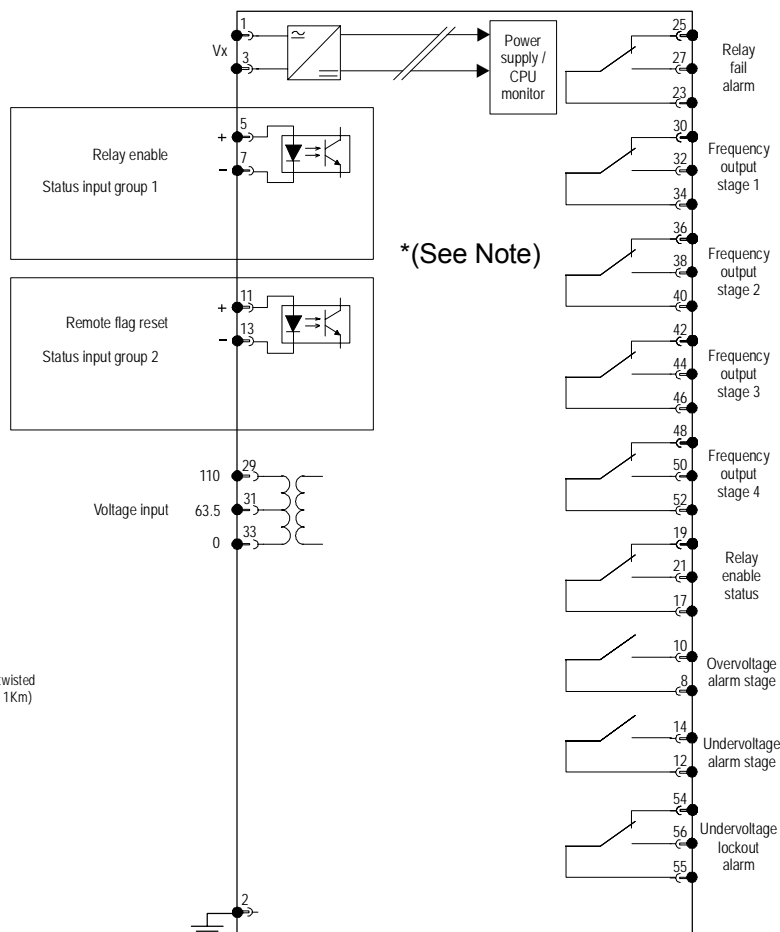 1
Vx
3
Power
supply /
CPU
monitor
5
+
Relay enable
7
−
Status input group 1
*(See Note)
11
+
Remote flag reset
13
−
Status input group 2
29
110
31
Voltage input
63.5
33
0
wisted
1Km)
2
25
27
23
Relay
fail
alarm
30
32
34
Frequency
output
stage 1
36
38
40
Frequency
output
stage 2
42
44
46
Frequency
output
stage 3
48
50
52
Frequency
output
stage 4
19
21
17
Relay
enable
status
10
8
Overvoltage
alarm stage
14
12
Undervoltage
alarm stage
54
56
55
Undervoltage
lockout
alarm